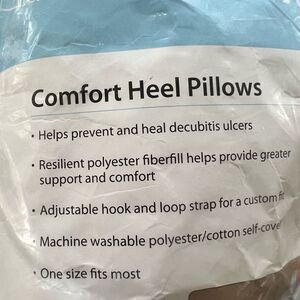 Comfort Heel Pillows
• Helps prevent and heal decubitis ulcers
• Resilient polyester fiberfill helps provide greater
support and comfort
• Adjustable hook and loop strap for a custom fit
• Machine washable polyester/cotton self-cover
• One size fits most